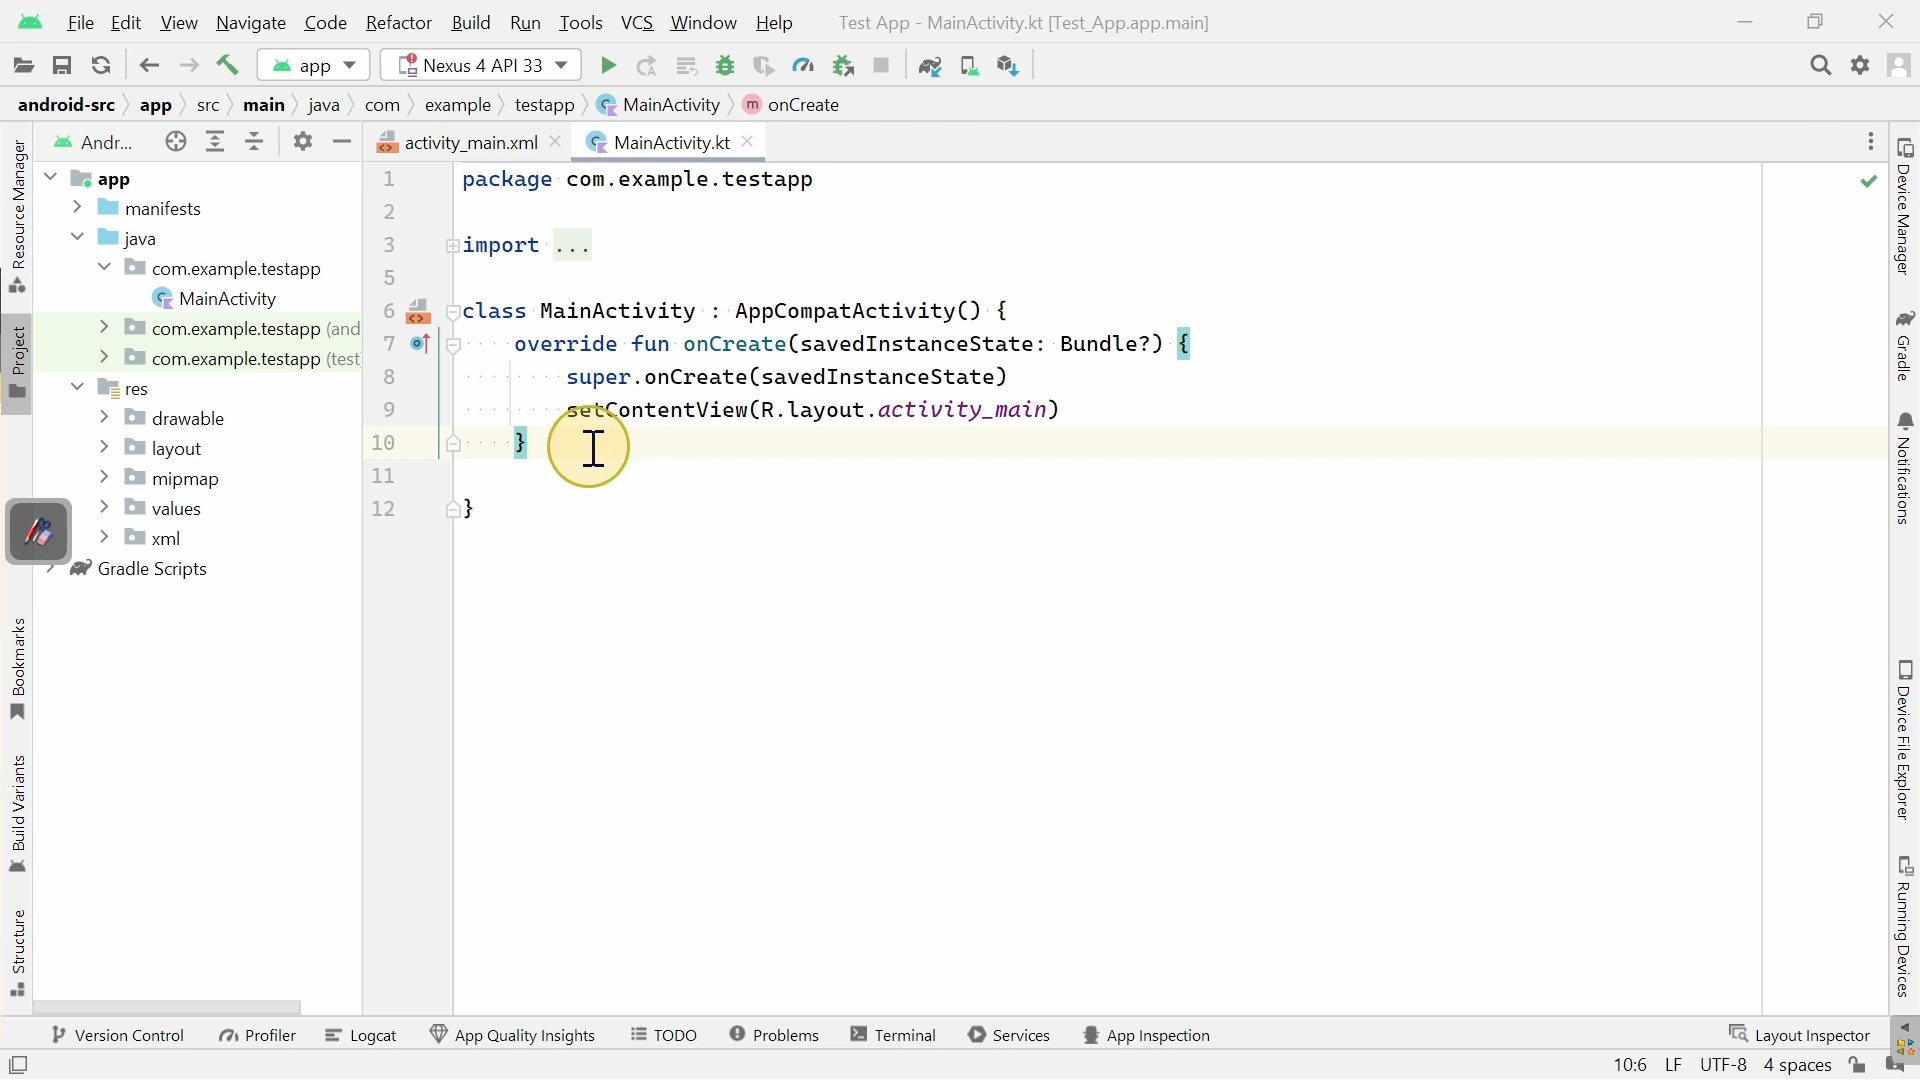 File Edit View Navigate Code Refactor Build Run Tools VCS Window Help Test App - MainActivity.kt [Test_App.app.main]
app Nexus 4 API 33
android-src app src main java com example testapp MainActivity onCreate
Andr...
activity_main.xml MainActivity.kt
app
manifests
java
com.example.testapp
MainActivity
com.example.testapp (and
com.example.testapp (test
res
drawable
layout
mipmap
values
xml
Gradle Scripts
1 package com.example.testapp
2
3 import ...
5
6 class MainActivity : AppCompatActivity() {
7 override fun onCreate(savedInstanceState: Bundle?) {
8 super.onCreate(savedInstanceState)
9 setContentView(R.layout.activity_main)
10 }
11
12 }
Resource Manager
Project
Bookmarks
Build Variants
Structure
Device Manager
Gradle
Notifications
Device File Explorer
Running Devices
Version Control Profiler Logcat App Quality Insights TODO Problems Terminal Services App Inspection Layout Inspector
10:6 LF UTF-8 4 spaces